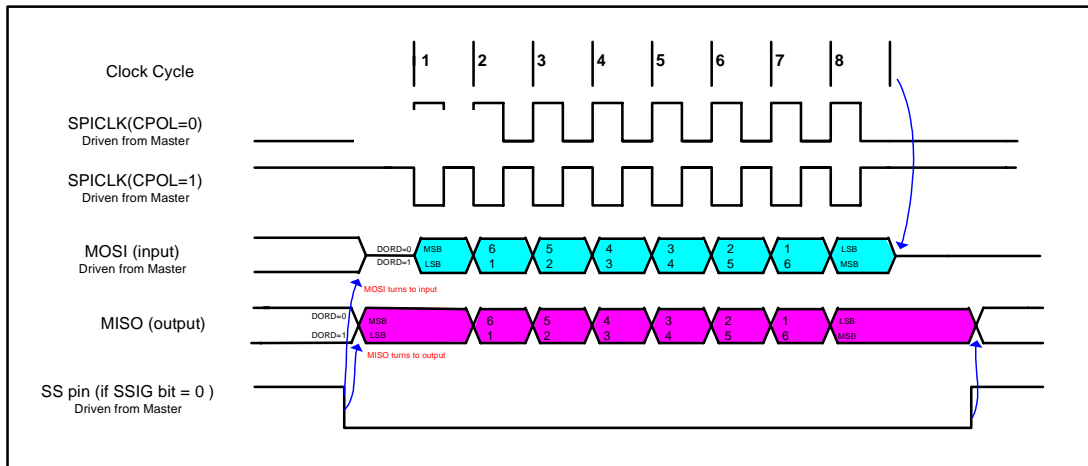 Clock Cycle 1 2 3 4 5 6 7 8
SPICLK(CPOL=0)
Driven from Master
SPICLK(CPOL=1)
Driven from Master
MOSI (input)
Driven from Master
DORD=0 MSB 6 5 4 3 2 1 LSB
DORD=1 LSB 1 2 3 4 5 6 MSB
MOSI turns to input
MISO (output)
DORD=0 MSB 6 5 4 3 2 1 LSB
DORD=1 LSB 1 2 3 4 5 6 MSB
MISO turns to output
SS pin (if SSIG bit = 0 )
Driven from Master